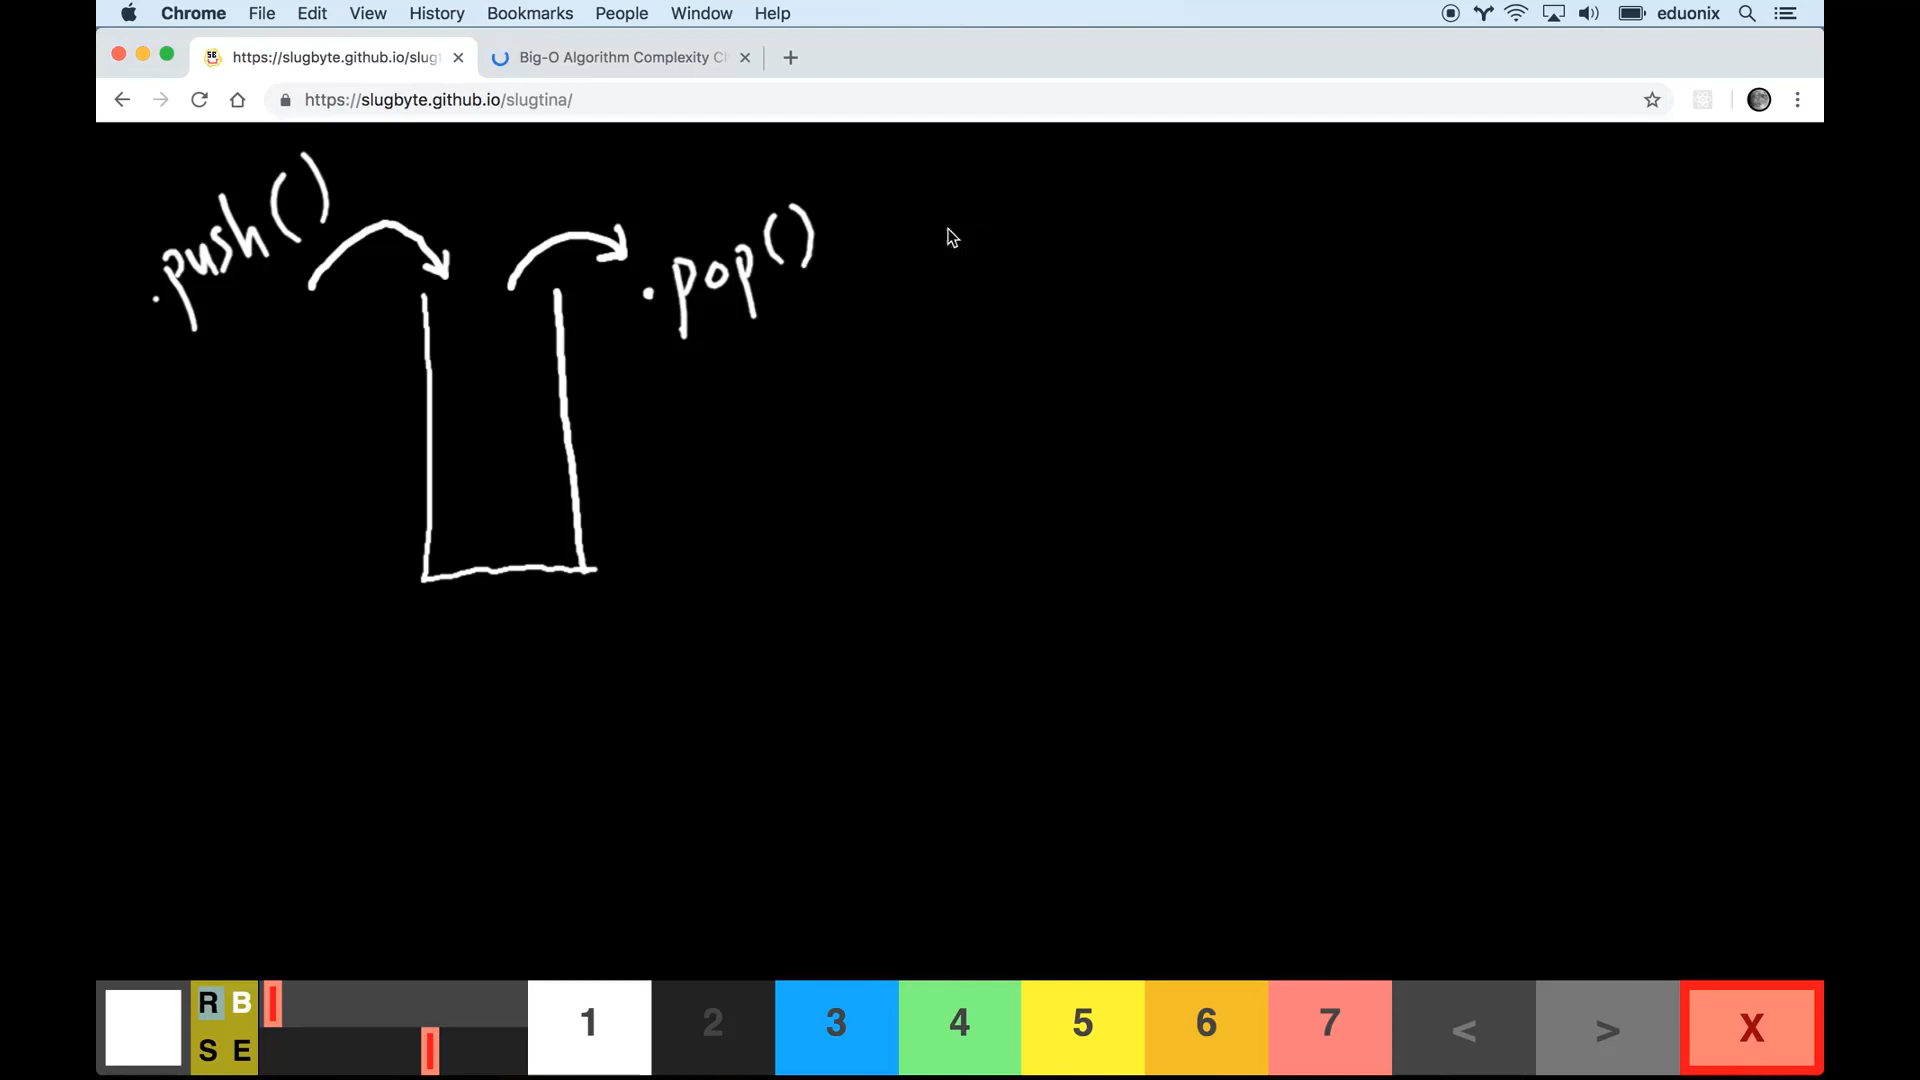 Chrome File Edit View History Bookmarks People Window Help eduonix
https://slugbyte.github.io/slugt Big-O Algorithm Complexity C
https://slugbyte.github.io/slugtina/
.push()
.pop()
R B
S E
1 2 3 4 5 6 7 < > X